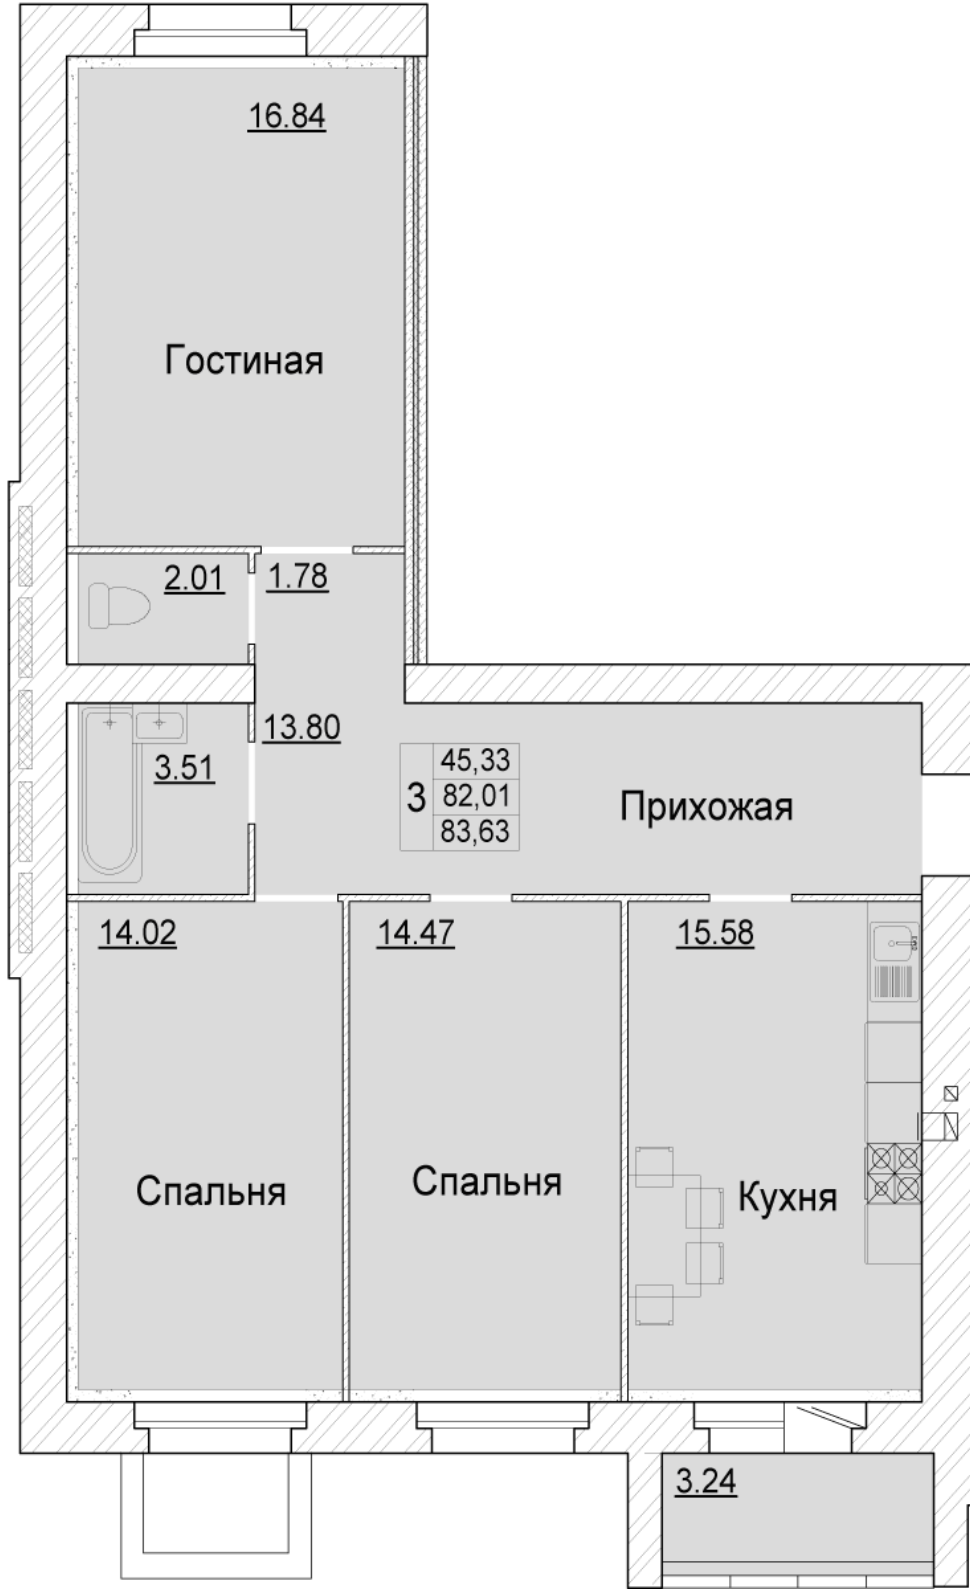 16.84
Гостиная
2.01
1.78
13.80
3.51
3
45,33
82,01
83,63
Прихожая
14.02
14.47
15.58
Спальня
Спальня
Кухня
3.24